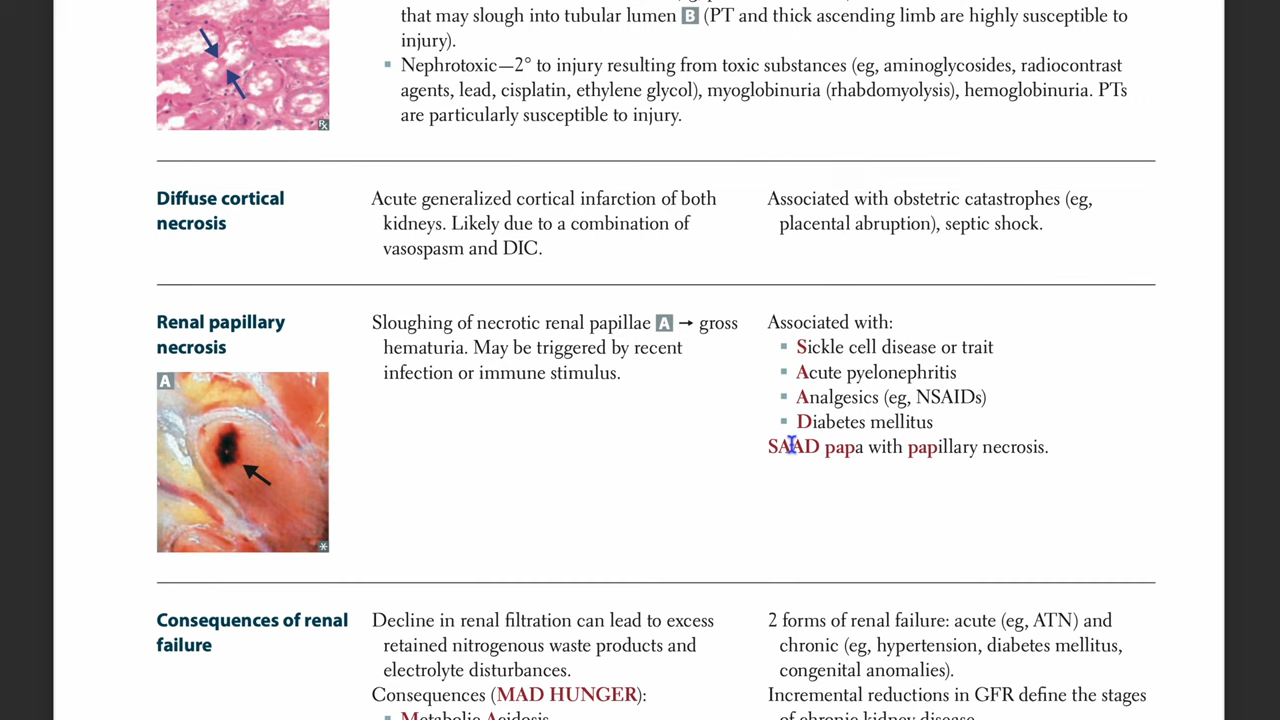 that may slough into tubular lumen B (PT and thick ascending limb are highly susceptible to
injury).
▪ Nephrotoxic—2° to injury resulting from toxic substances (eg, aminoglycosides, radiocontrast
agents, lead, cisplatin, ethylene glycol), myoglobinuria (rhabdomyolysis), hemoglobinuria. PTs
are particularly susceptible to injury.
Rx
Diffuse cortical
necrosis
Acute generalized cortical infarction of both
kidneys. Likely due to a combination of
vasospasm and DIC.
Associated with obstetric catastrophes (eg,
placental abruption), septic shock.
Renal papillary
necrosis
A
Sloughing of necrotic renal papillae A → gross
hematuria. May be triggered by recent
infection or immune stimulus.
Associated with:
▪ Sickle cell disease or trait
▪ Acute pyelonephritis
▪ Analgesics (eg, NSAIDs)
▪ Diabetes mellitus
SAAD papa with papillary necrosis.
Consequences of renal
failure
Decline in renal filtration can lead to excess
retained nitrogenous waste products and
electrolyte disturbances.
Consequences (MAD HUNGER):
▪ Metabolic Acidosis
2 forms of renal failure: acute (eg, ATN) and
chronic (eg, hypertension, diabetes mellitus,
congenital anomalies).
Incremental reductions in GFR define the stages
of chronic kidney disease.